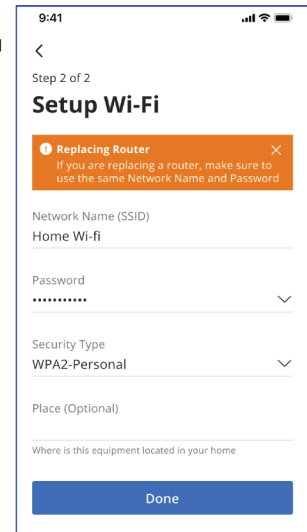 9:41
Step 2 of 2
Setup Wi-Fi
Replacing Router
If you are replacing a router, make sure to
use the same Network Name and Password
Network Name (SSID)
Home Wi-fi
Password
•••••••••••
Security Type
WPA2-Personal
Place (Optional)
Where is this equipment located in your home
Done